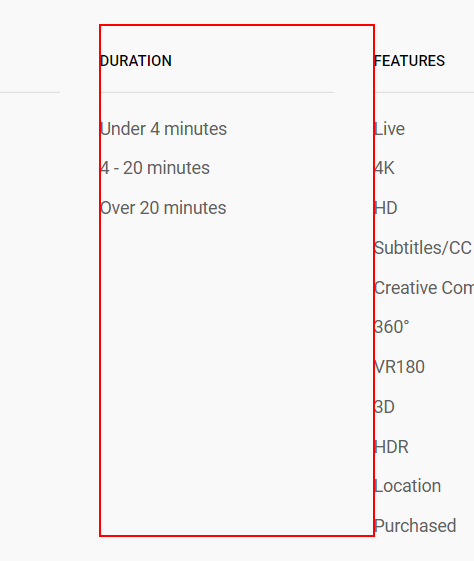 DURATION
Under 4 minutes
4 - 20 minutes
Over 20 minutes
FEATURES
Live
4K
HD
Subtitles/CC
Creative Com
360°
VR180
3D
HDR
Location
Purchased